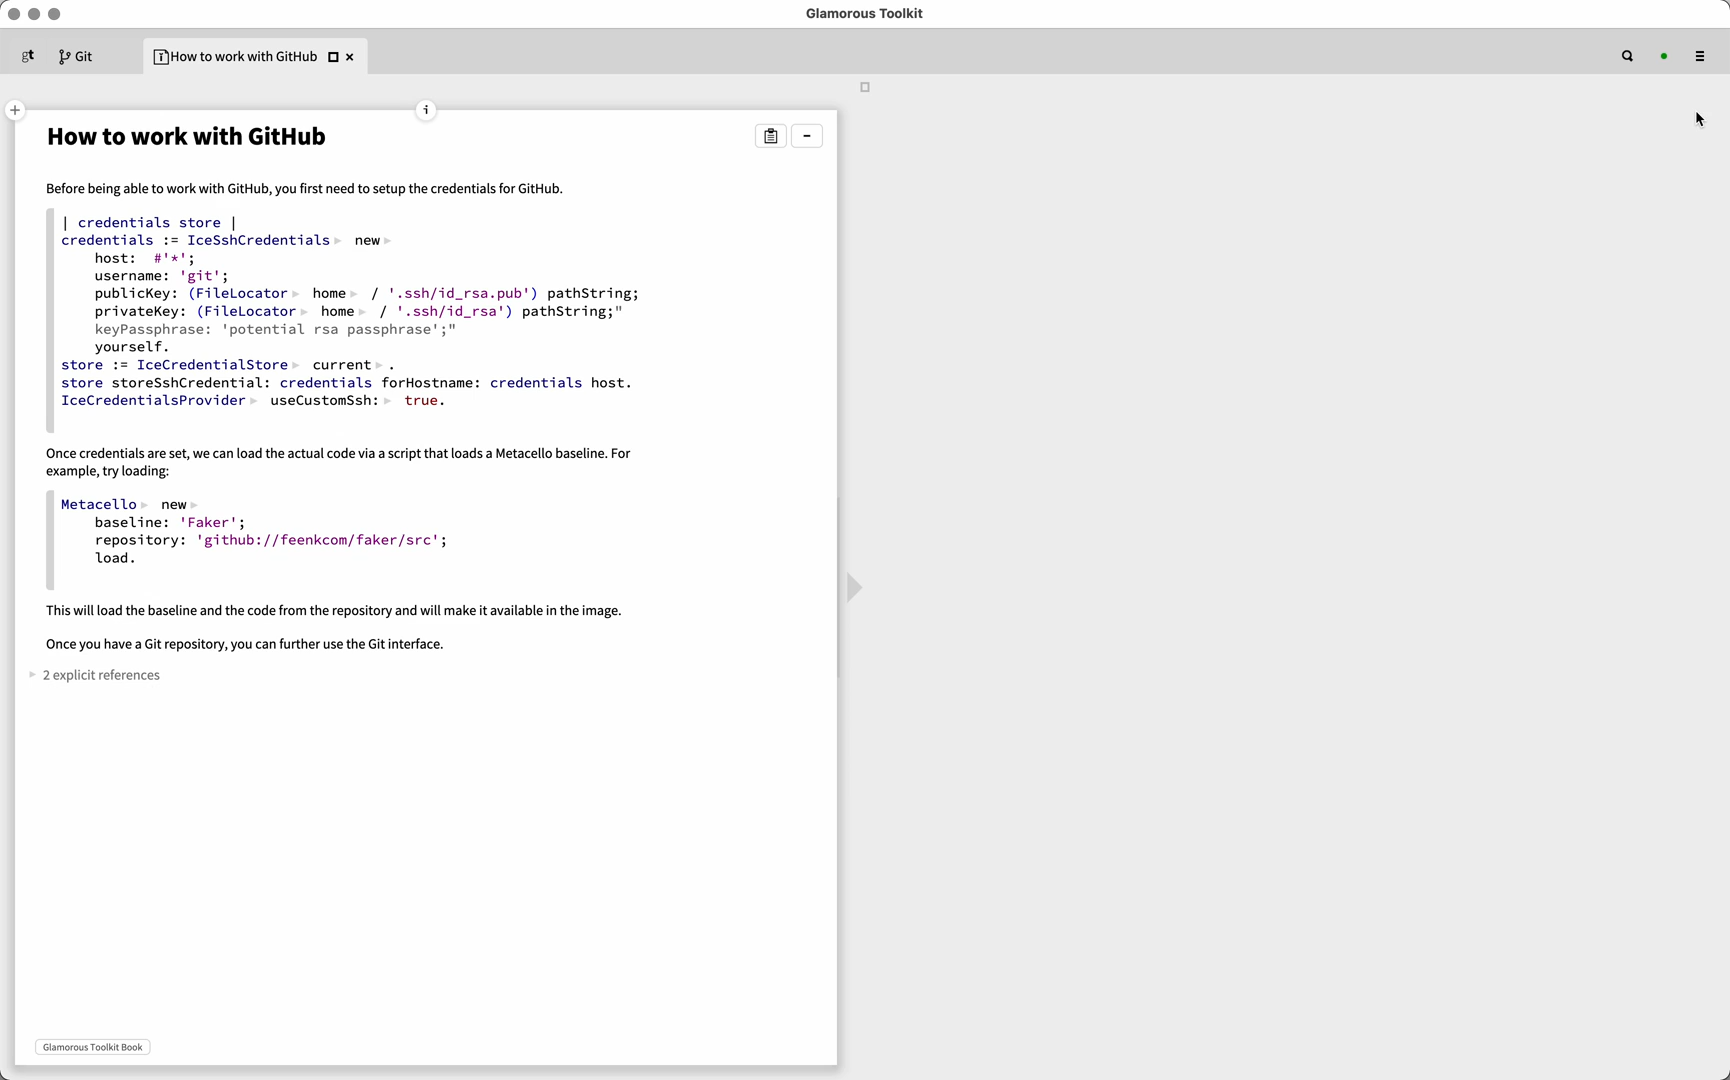 Glamorous Toolkit
gt Git How to work with GitHub
How to work with GitHub
Before being able to work with GitHub, you first need to setup the credentials for GitHub.
| credentials store |
credentials := IceSshCredentials new
host: #'*';
username: 'git';
publicKey: (FileLocator home / '.ssh/id_rsa.pub') pathString;
privateKey: (FileLocator home / '.ssh/id_rsa') pathString;"
keyPassphrase: 'potential rsa passphrase';"
yourself.
store := IceCredentialStore current .
store storeSshCredential: credentials forHostname: credentials host.
IceCredentialsProvider useCustomSsh: true.
Once credentials are set, we can load the actual code via a script that loads a Metacello baseline. For
example, try loading:
Metacello new
baseline: 'Faker';
repository: 'github://feenkcom/faker/src';
load.
This will load the baseline and the code from the repository and will make it available in the image.
Once you have a Git repository, you can further use the Git interface.
2 explicit references
Glamorous Toolkit Book